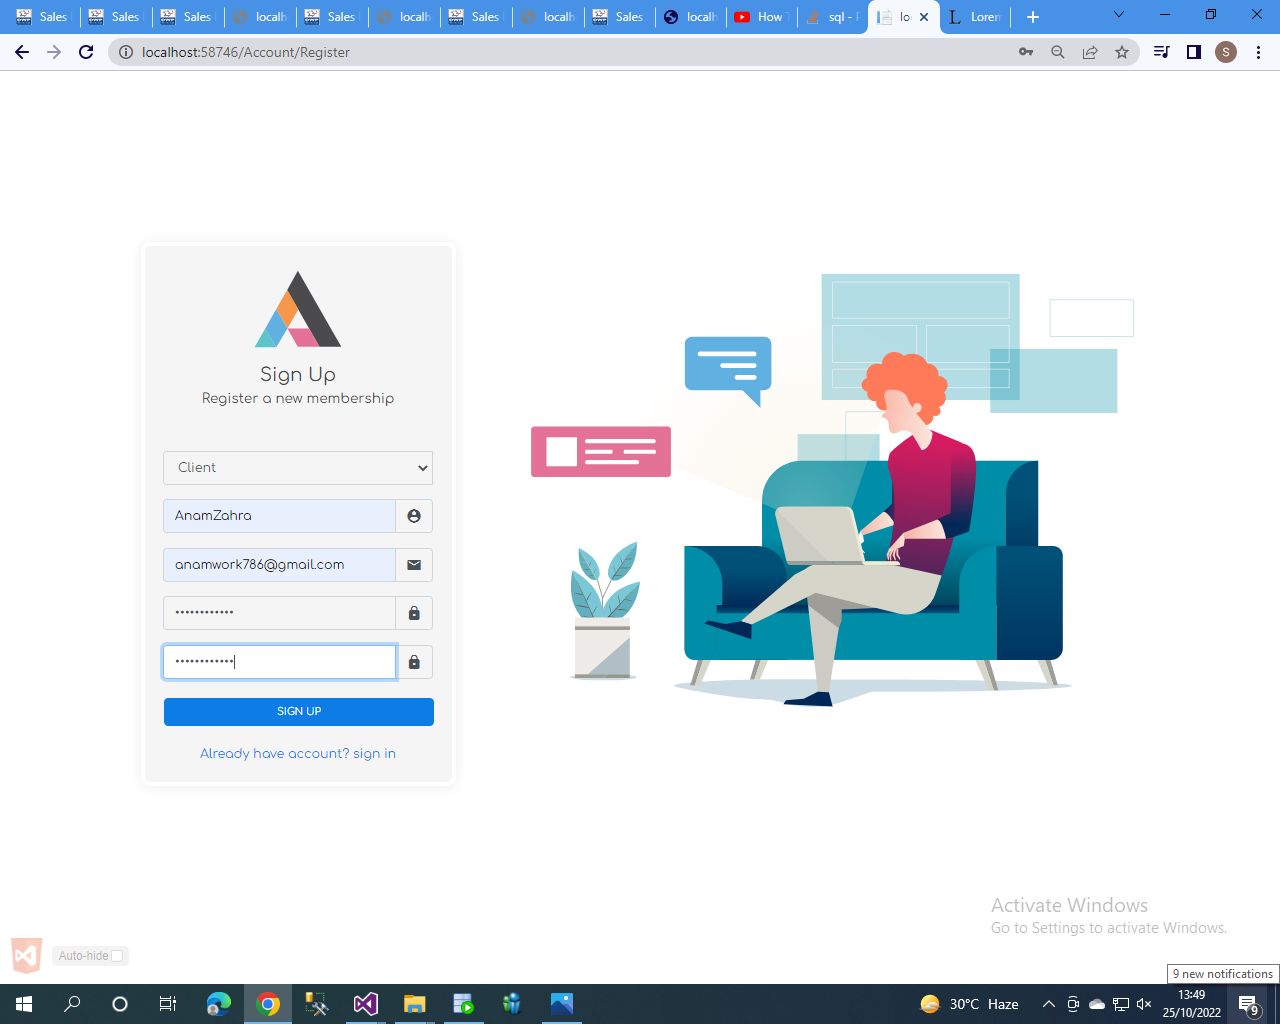 Sales
Sales
Sales
localh
Sales
localh
Sales
localh
Sales
localh
How T
sql -
lo
Lorem
localhost:58746/Account/Register
S
Sign Up
Register a new membership
Client
AnamZahra
anamwork786@gmail.com
••••••••••••
••••••••••••
SIGN UP
Already have account? sign in
Activate Windows
Go to Settings to activate Windows.
Auto-hide
9 new notifications
30°C Haze
13:49
25/10/2022
9